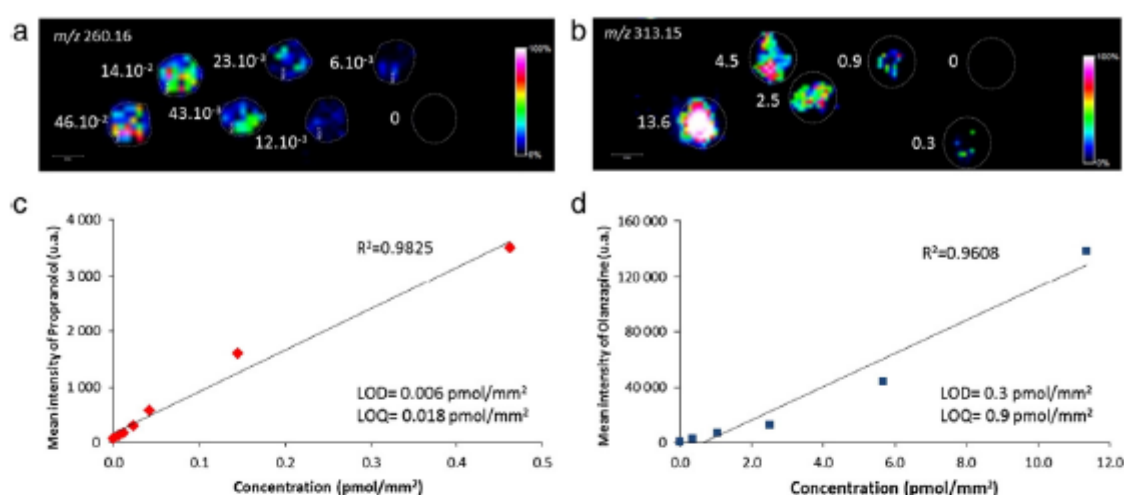 a
m/z 260.16
14.10⁻²
23.10⁻³
6.10⁻³
46.10⁻²
43.10⁻³
12.10⁻³
0
100%
0%
b
m/z 313.15
4.5
0.9
0
2.5
13.6
0.3
100%
0%
c
Mean intensity of Propranolol (u.a.)
4 000
3 000
2 000
1 000
0
R²=0.9825
LOD= 0.006 pmol/mm²
LOQ= 0.018 pmol/mm²
0.0 0.1 0.2 0.3 0.4 0.5
Concentration (pmol/mm²)
d
Mean intensity of Olanzapine (u.a.)
160 000
120 000
80 000
40 000
0
R²=0.9608
LOD= 0.3 pmol/mm²
LOQ= 0.9 pmol/mm²
0.0 2.0 4.0 6.0 8.0 10.0 12.0
Concentration (pmol/mm²)